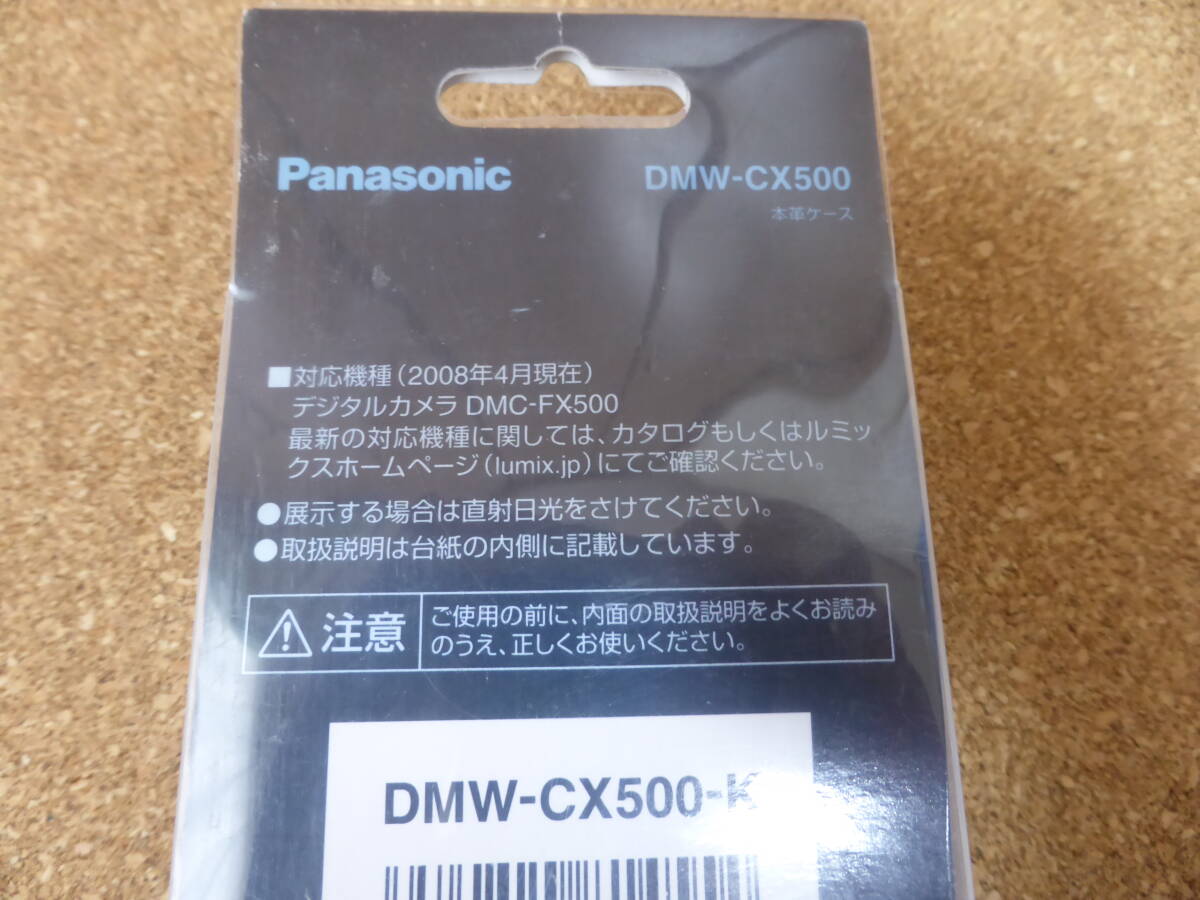 Panasonic
DMW-CX500
本革ケース
■対応機種（2008年4月現在）
デジタルカメラ DMC-FX500
最新の対応機種に関しては、カタログもしくはルミッ
クスホームページ（lumix.jp）にてご確認ください。
●展示する場合は直射日光をさけてください。
●取扱説明は台紙の内側に記載しています。
注意
ご使用の前に、内面の取扱説明をよくお読み
のうえ、正しくお使いください。
DMW-CX500-K